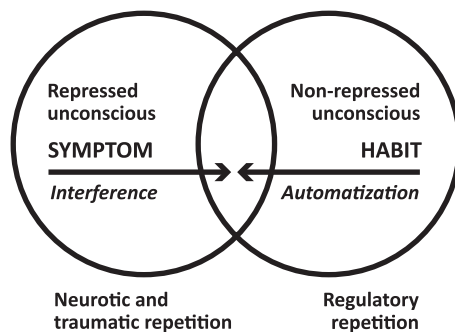 Repressed
unconscious
SYMPTOM
Interference
Non-repressed
unconscious
HABIT
Automatization
Neurotic and
traumatic repetition
Regulatory
repetition